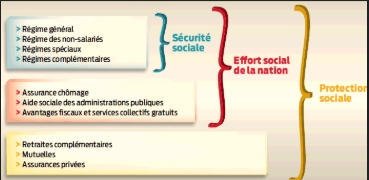 > Régime général
> Régime des non-salariés
> Régimes spéciaux
> Régimes complémentaires
Sécurité
sociale
> Assurance chômage
> Aide sociale des administrations publiques
> Avantages fiscaux et services collectifs gratuits
Effort social
de la nation
> Retraites complémentaires
> Mutuelles
> Assurances privées
Protection
sociale